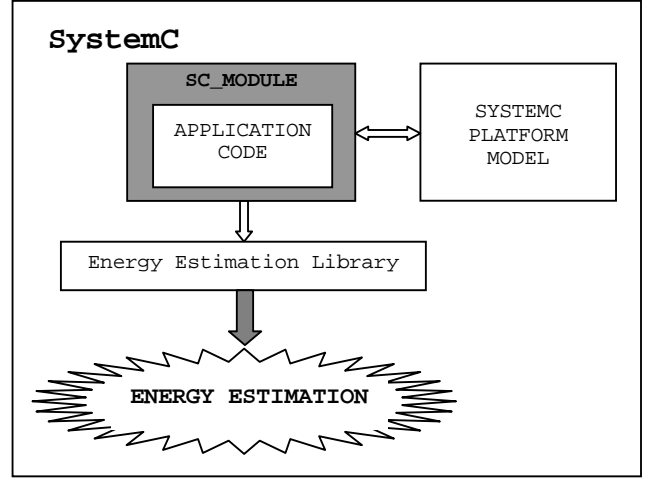 SystemC
SC_MODULE
APPLICATION
CODE
SYSTEMC
PLATFORM
MODEL
Energy Estimation Library
ENERGY ESTIMATION